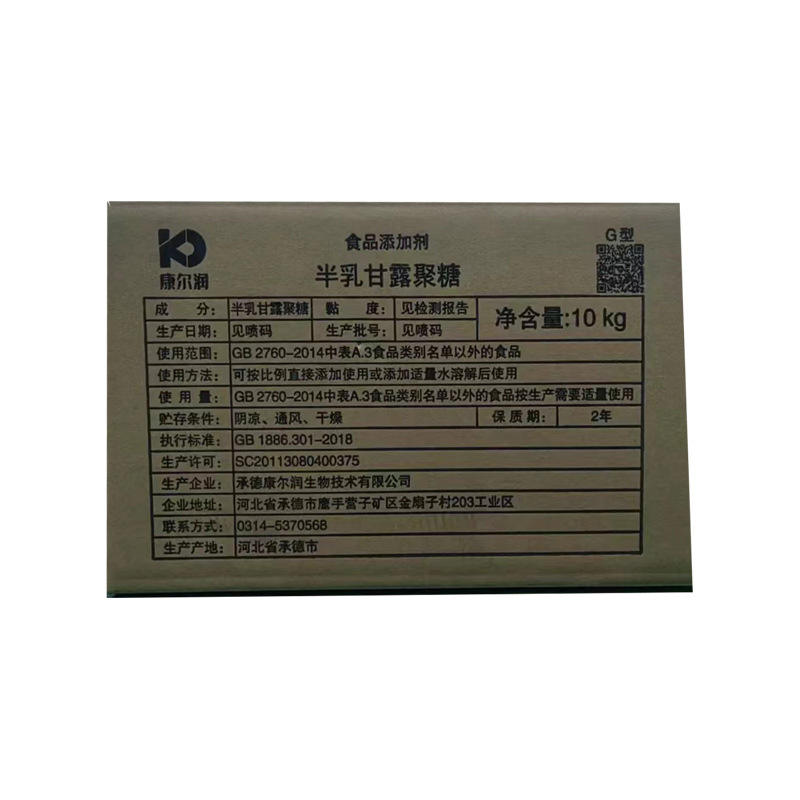 食品添加剂
G型
康尔润
半乳甘露聚糖
成 分: 半乳甘露聚糖 黏 度: 见检测报告 净含量:10 kg
生产日期: 见喷码 生产批号: 见喷码
使用范围: GB 2760-2014中表A.3食品类别名单以外的食品
使用方法: 可按比例直接添加使用或添加适量水溶解后使用
使 用 量: GB 2760-2014中表A.3食品类别名单以外的食品按生产需要适量使用
贮存条件: 阴凉、通风、干燥 保 质 期: 2年
执行标准: GB 1886.301-2018
生产许可: SC20113080400375
生产企业: 承德康尔润生物技术有限公司
企业地址: 河北省承德市鹰手营子矿区金扇子村203工业区
联系方式: 0314-5370568
生产产地: 河北省承德市